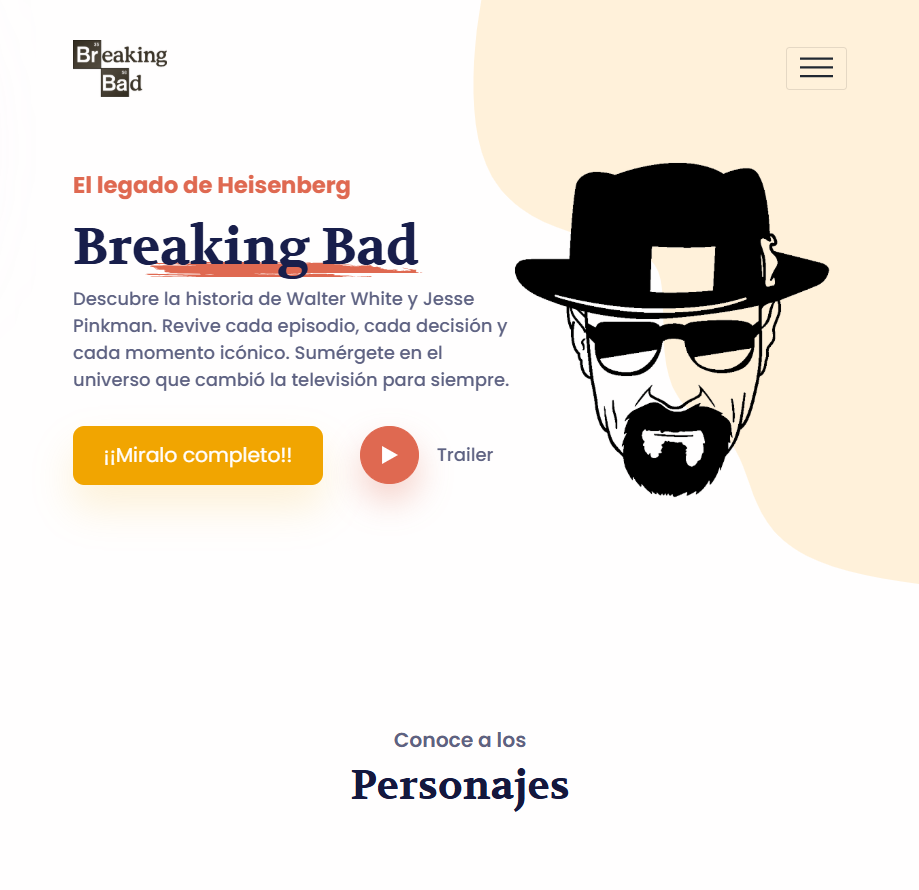 Breaking
Bad
El legado de Heisenberg
Breaking Bad
Descubre la historia de Walter White y Jesse
Pinkman. Revive cada episodio, cada decisión y
cada momento icónico. Sumérgete en el
universo que cambió la televisión para siempre.
¡¡Miralo completo!! Trailer
Conoce a los
Personajes